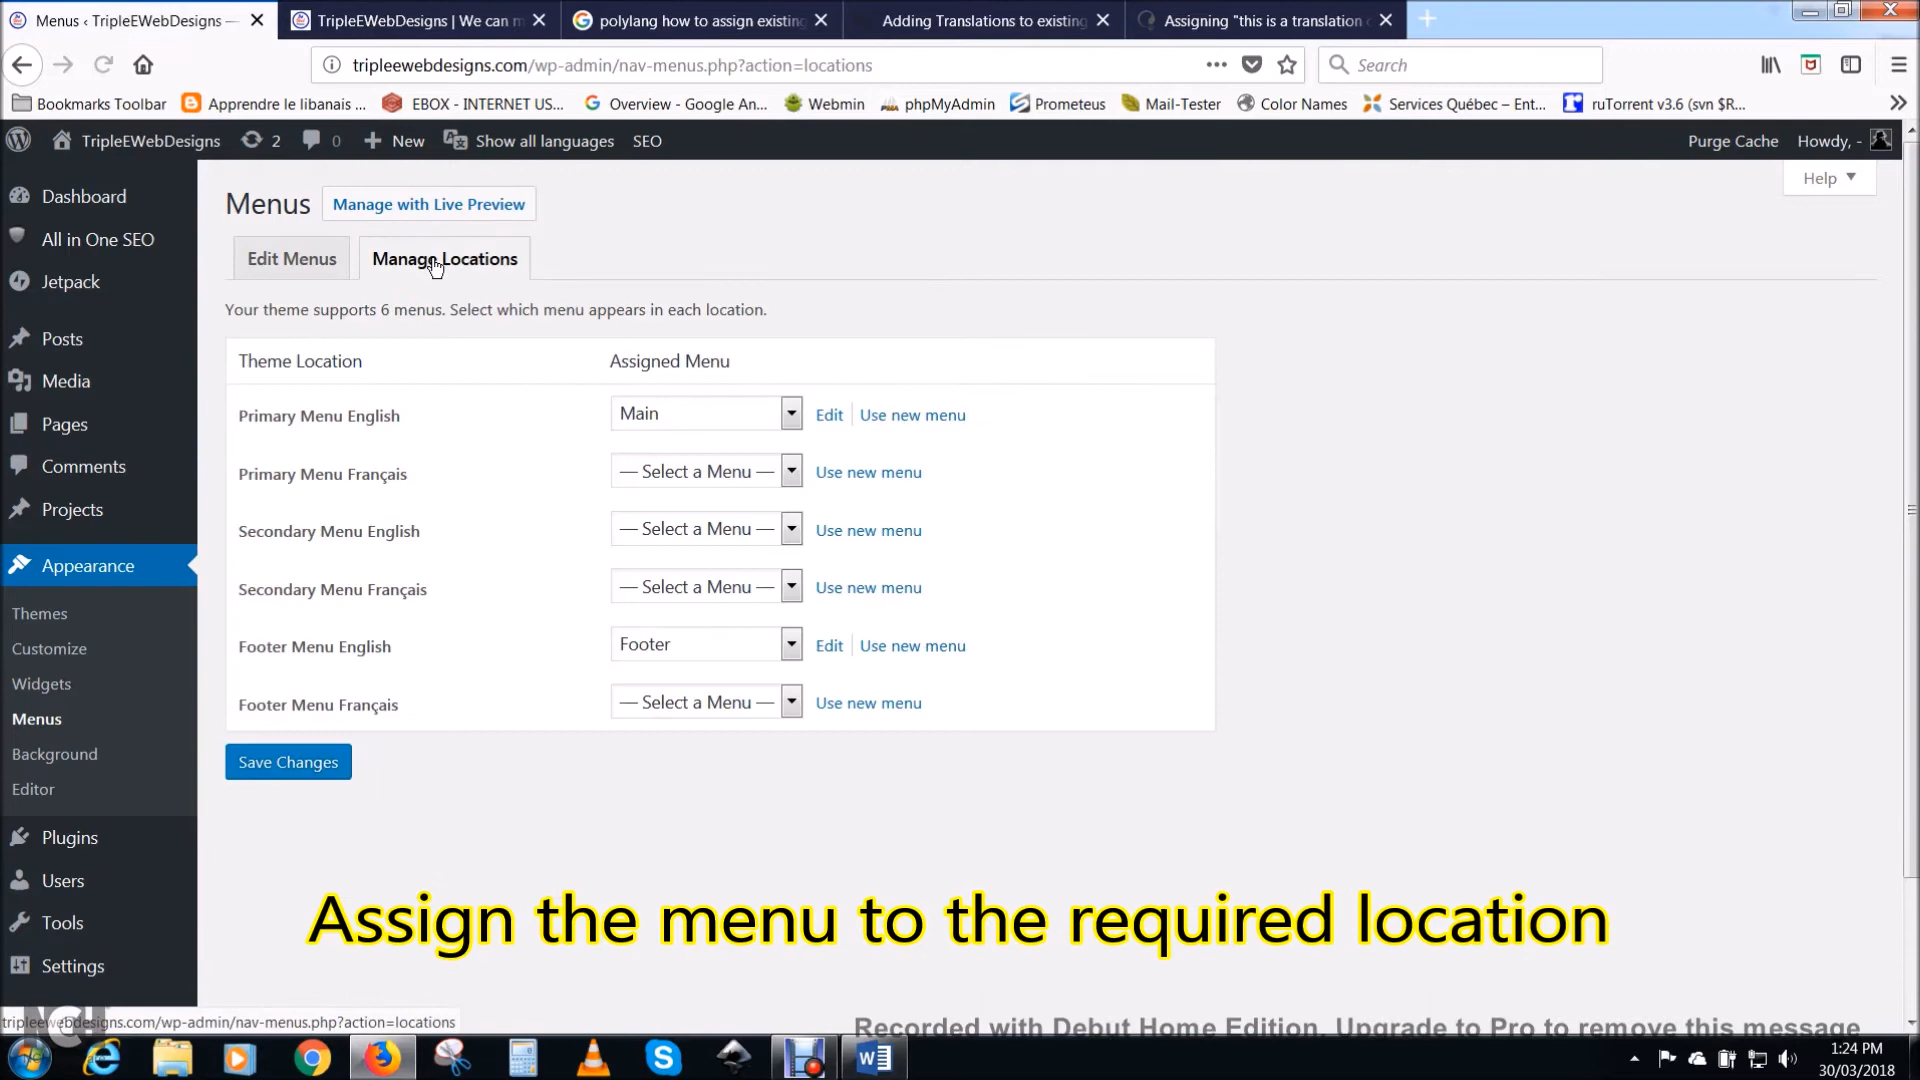 Menus ‹ TripleEWebDesigns —
TripleEWebDesigns | We can m
polylang how to assign existing
Adding Translations to existing
Assigning "this is a translation
tripleewebdesigns.com/wp-admin/nav-menus.php?action=locations
Search
Bookmarks Toolbar
Apprendre le libanais ...
EBOX - INTERNET US...
Overview - Google An...
Webmin
phpMyAdmin
Prometeus
Mail-Tester
Color Names
Services Québec – Ent...
ruTorrent v3.6 (svn $R...
TripleEWebDesigns
2
0
New
Show all languages
SEO
Purge Cache
Howdy, -
Help
Dashboard
All in One SEO
Jetpack
Posts
Media
Pages
Comments
Projects
Appearance
Themes
Customize
Widgets
Menus
Background
Editor
Plugins
Users
Tools
Settings
Menus
Manage with Live Preview
Edit Menus
Manage Locations
Your theme supports 6 menus. Select which menu appears in each location.
Theme Location Assigned Menu
Primary Menu English Main Edit Use new menu
Primary Menu Français — Select a Menu — Use new menu
Secondary Menu English — Select a Menu — Use new menu
Secondary Menu Français — Select a Menu — Use new menu
Footer Menu English Footer Edit Use new menu
Footer Menu Français — Select a Menu — Use new menu
Save Changes
Assign the menu to the required location
tripleewebdesigns.com/wp-admin/nav-menus.php?action=locations
NCH
Recorded with Debut Home Edition. Upgrade to Pro to remove this message
1:24 PM
30/03/2018